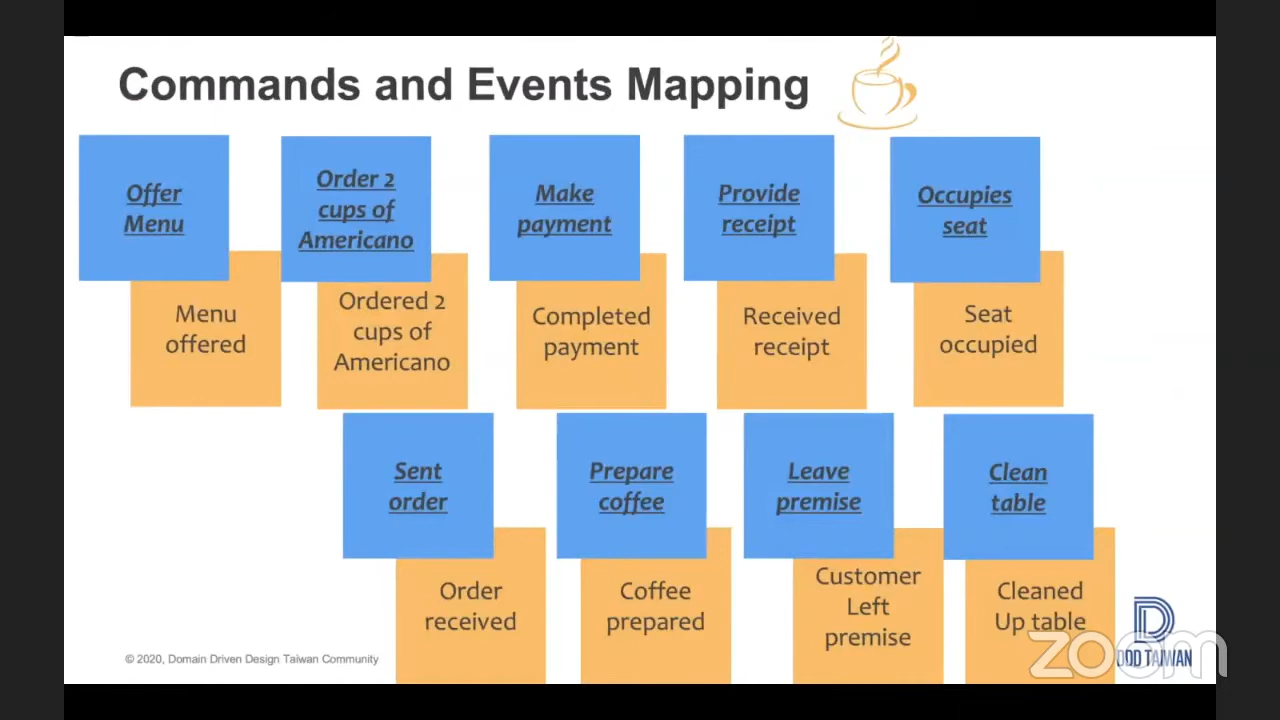 Commands and Events Mapping
Offer
Menu
Menu
offered
Order 2
cups of
Americano
Ordered 2
cups of
Americano
Make
payment
Completed
payment
Provide
receipt
Received
receipt
Occupies
seat
Seat
occupied
Sent
order
Order
received
Prepare
coffee
Coffee
prepared
Leave
premise
Customer
Left
premise
Clean
table
Cleaned
Up table
© 2020, Domain Driven Design Taiwan Community
DDD TAIWAN
zoom